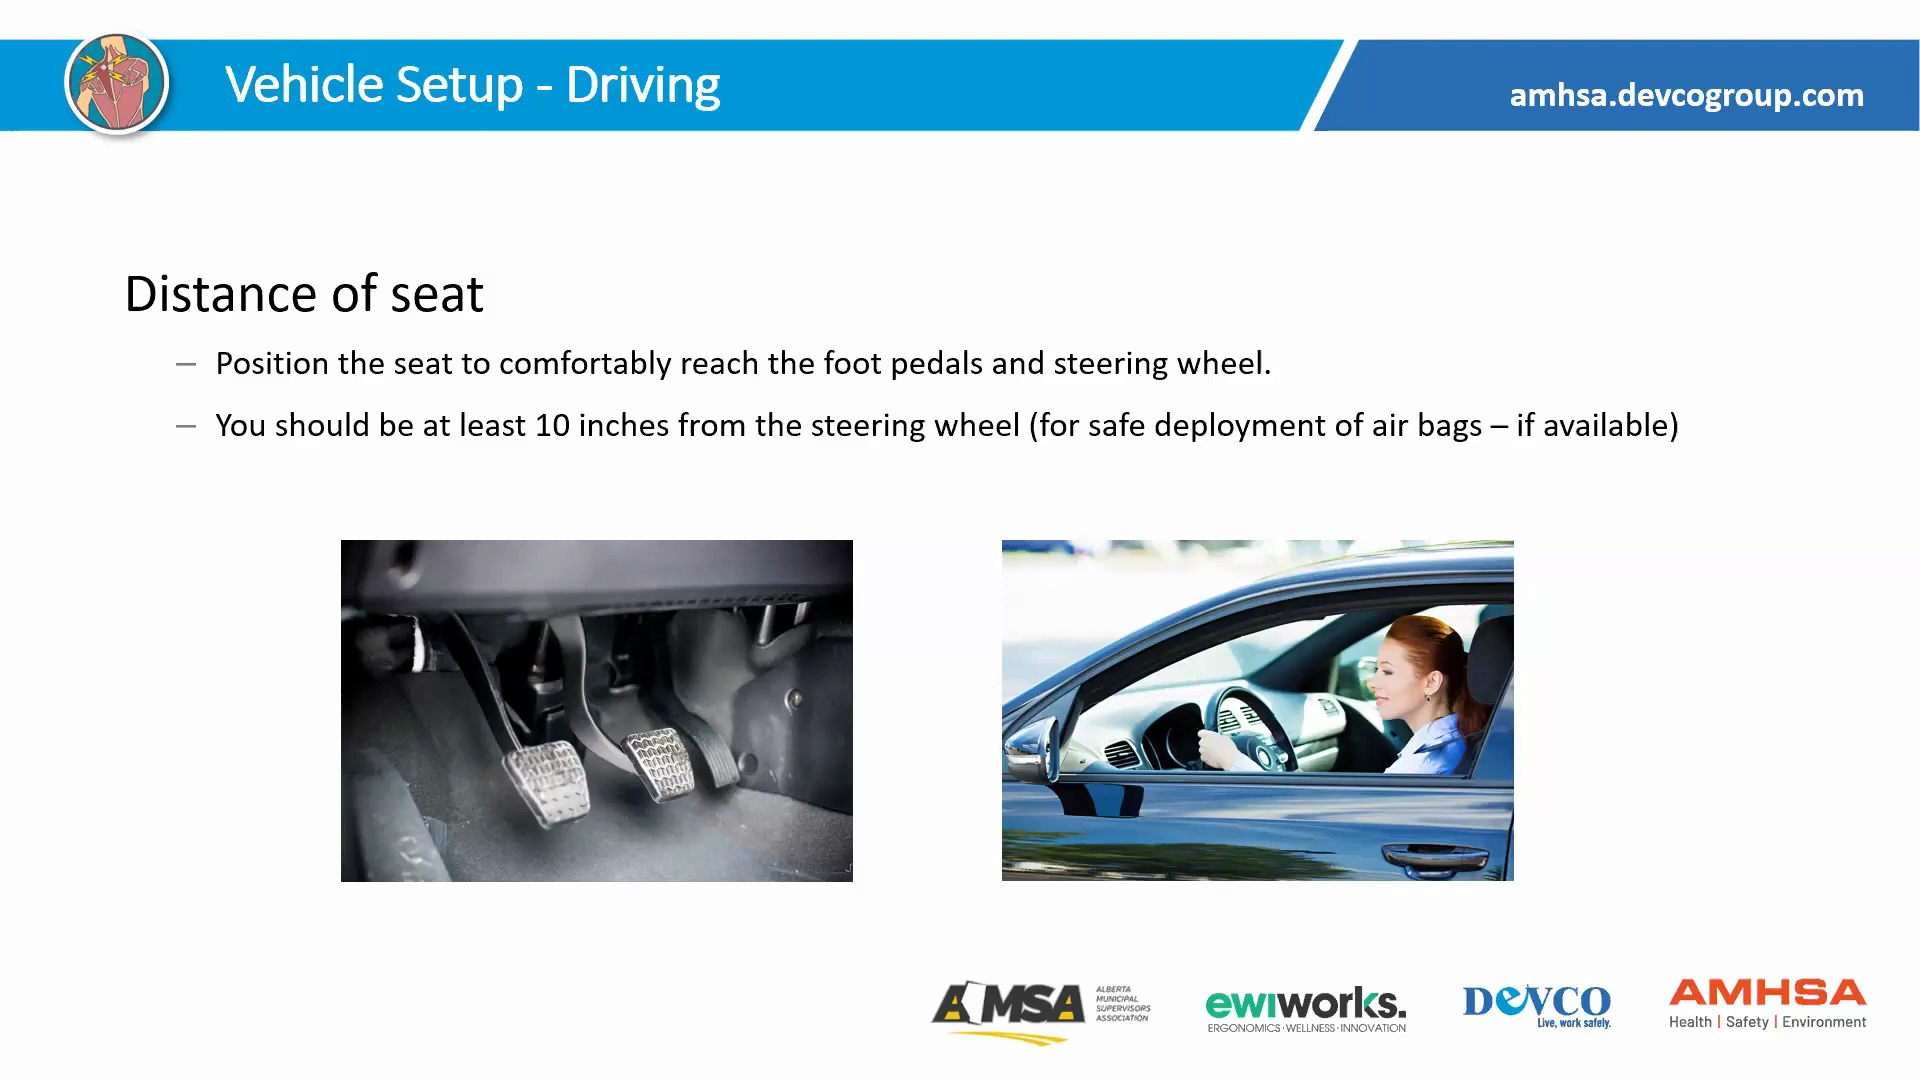 Vehicle Setup - Driving
amhsa.devcogroup.com
Distance of seat
– Position the seat to comfortably reach the foot pedals and steering wheel.
– You should be at least 10 inches from the steering wheel (for safe deployment of air bags – if available)
AMSA
ALBERTA
MUNICIPAL
SUPERVISORS
ASSOCIATION
ewiworks.
ERGONOMICS · WELLNESS · INNOVATION
DEVCO
Live, work safely.
AMHSA
Health | Safety | Environment